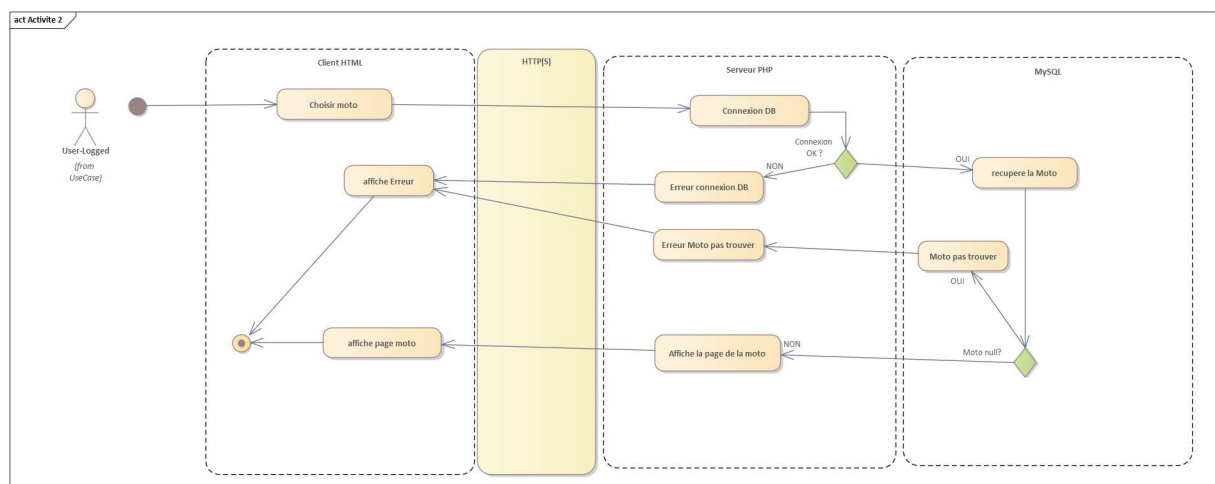 act Activite 2
Client HTML
HTTP(S)
Serveur PHP
MySQL
Choisir moto
Connexion DB
User-Logged
(from
UseCase)
Connexion
OK ?
NON
OUI
affiche Erreur
Erreur connexion DB
recupere la Moto
Erreur Moto pas trouver
Moto pas trouver
OUI
affiche page moto
Affiche la page de la moto
NON
Moto null?